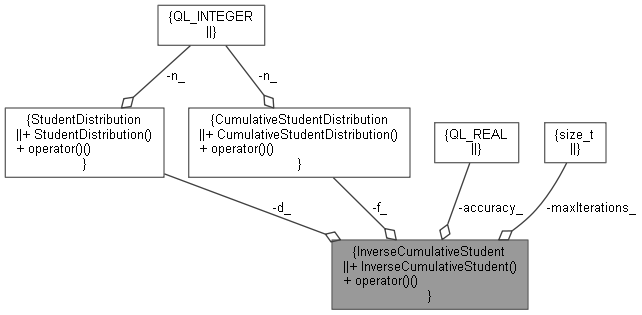 {QL_INTEGER
||}
-n_
-n_
{StudentDistribution
||+ StudentDistribution()
+ operator()()
}
{CumulativeStudentDistribution
||+ CumulativeStudentDistribution()
+ operator()()
}
{QL_REAL
||}
{size_t
||}
-d_
-f_
-accuracy_
-maxIterations_
{InverseCumulativeStudent
||+ InverseCumulativeStudent()
+ operator()()
}